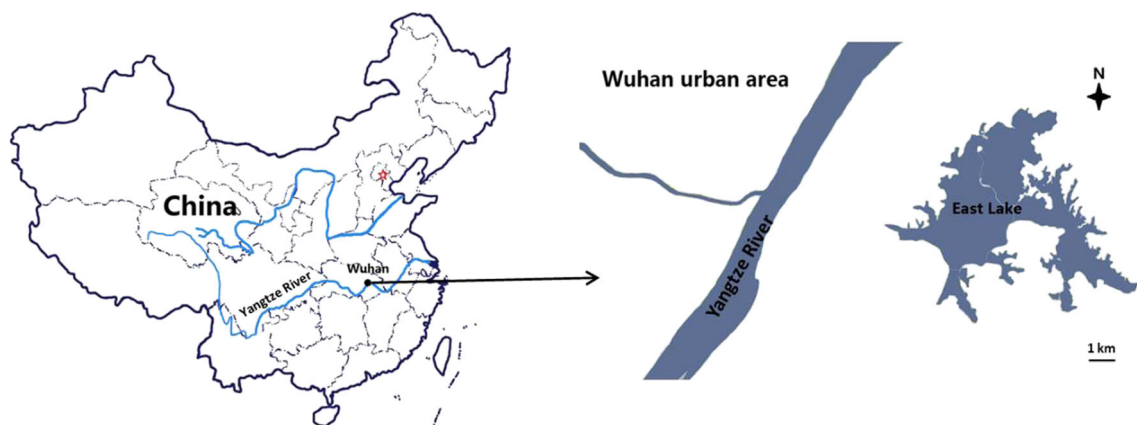 China
Yangtze River
Wuhan
Wuhan urban area
Yangtze River
East Lake
N
1 km